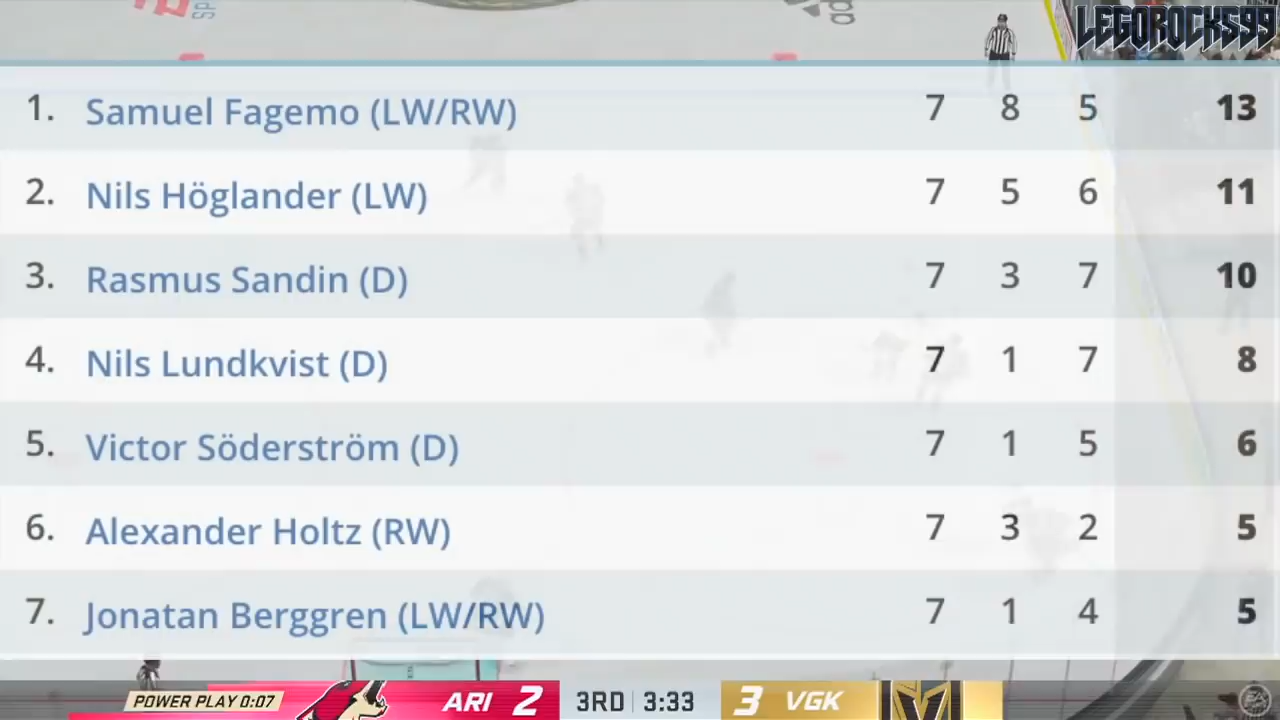 LEGOROCKS99
1. Samuel Fagemo (LW/RW) 7 8 5 13
2. Nils Höglander (LW) 7 5 6 11
3. Rasmus Sandin (D) 7 3 7 10
4. Nils Lundkvist (D) 7 1 7 8
5. Victor Söderström (D) 7 1 5 6
6. Alexander Holtz (RW) 7 3 2 5
7. Jonatan Berggren (LW/RW) 7 1 4 5
POWER PLAY 0:07 ARI 2 3RD 3:33 3 VGK